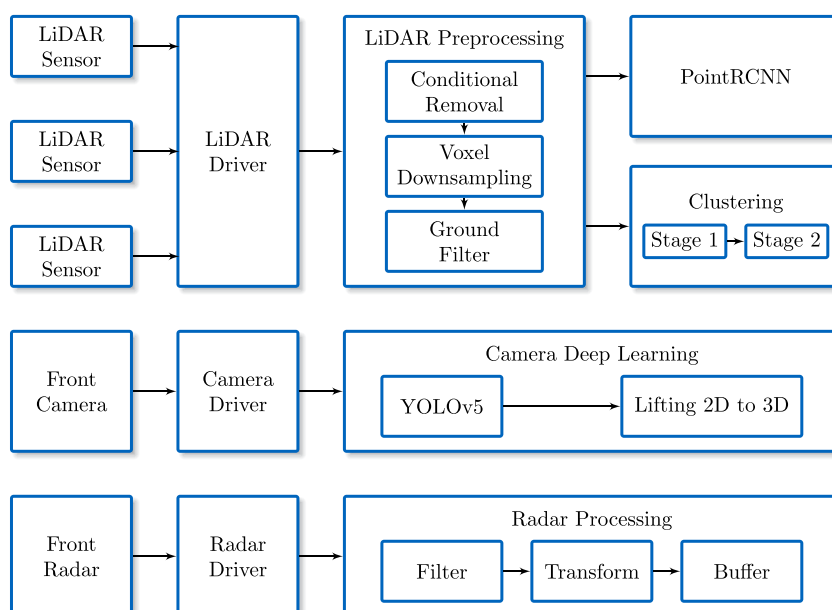 LiDAR
Sensor
LiDAR
Sensor
LiDAR
Sensor
LiDAR
Driver
LiDAR Preprocessing
Conditional
Removal
Voxel
Downsampling
Ground
Filter
PointRCNN
Clustering
Stage 1
Stage 2
Front
Camera
Camera
Driver
Camera Deep Learning
YOLOv5
Lifting 2D to 3D
Front
Radar
Radar
Driver
Radar Processing
Filter
Transform
Buffer